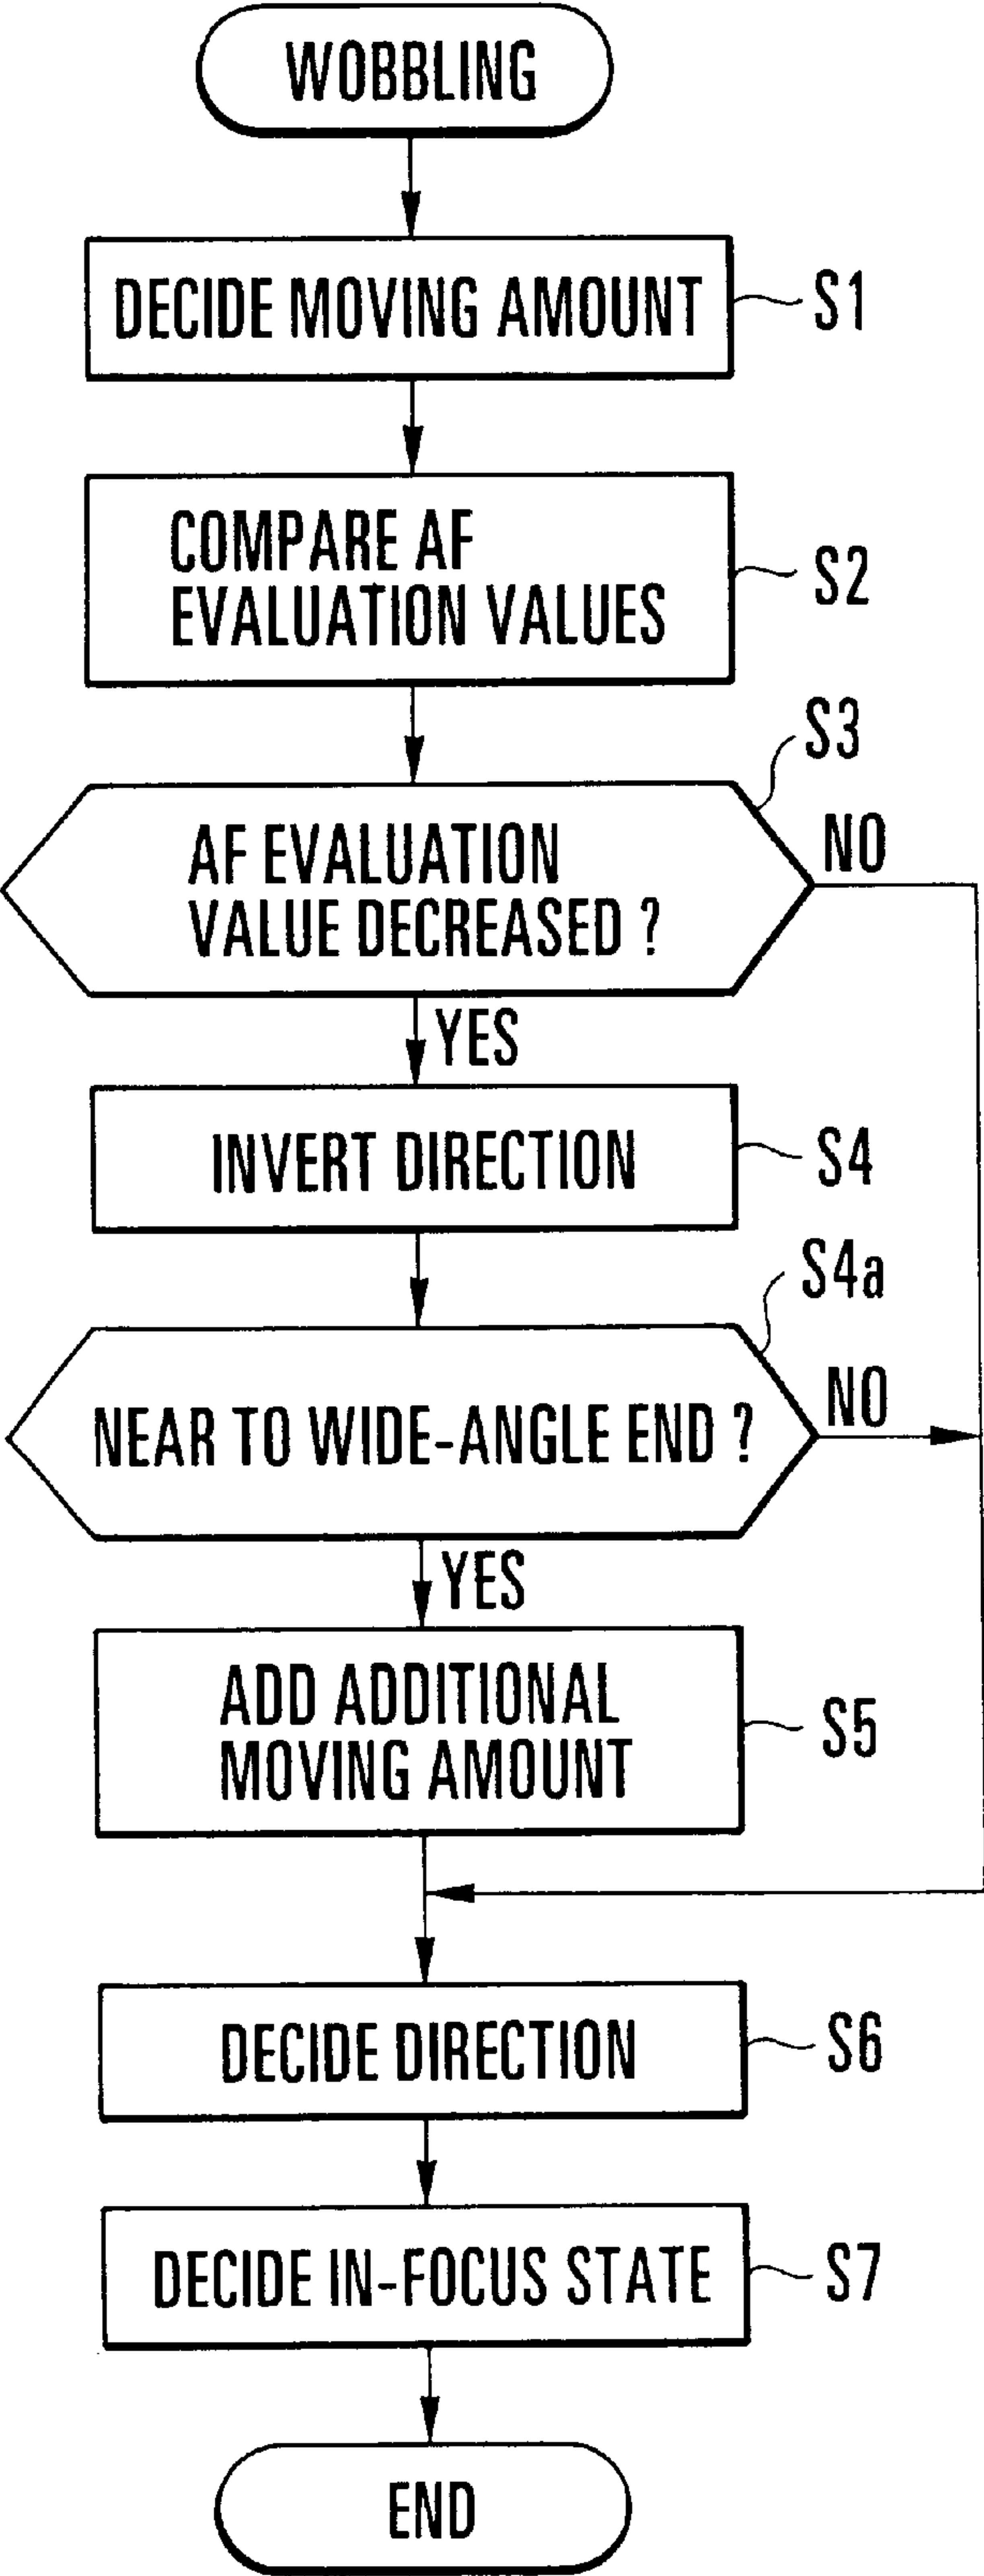 WOBBLING
DECIDE MOVING AMOUNT
S1
COMPARE AF
EVALUATION VALUES
S2
S3
AF EVALUATION
VALUE DECREASED ?
NO
YES
INVERT DIRECTION
S4
S4a
NEAR TO WIDE-ANGLE END ?
NO
YES
ADD ADDITIONAL
MOVING AMOUNT
S5
DECIDE DIRECTION
S6
DECIDE IN-FOCUS STATE
S7
END